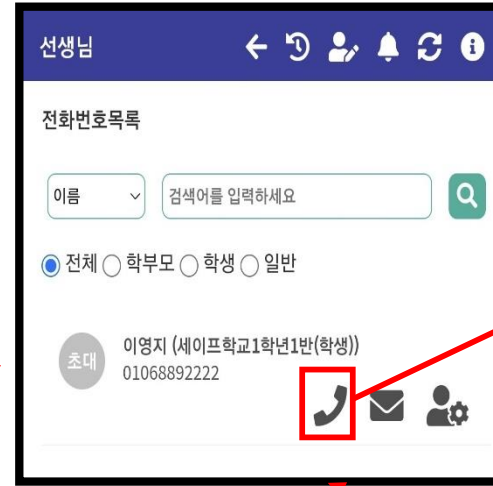 선생님
전화번호목록
이름
검색어를 입력하세요
전체 학부모 학생 일반
초대
이영지 (세이프학교1학년1반(학생))
01068892222